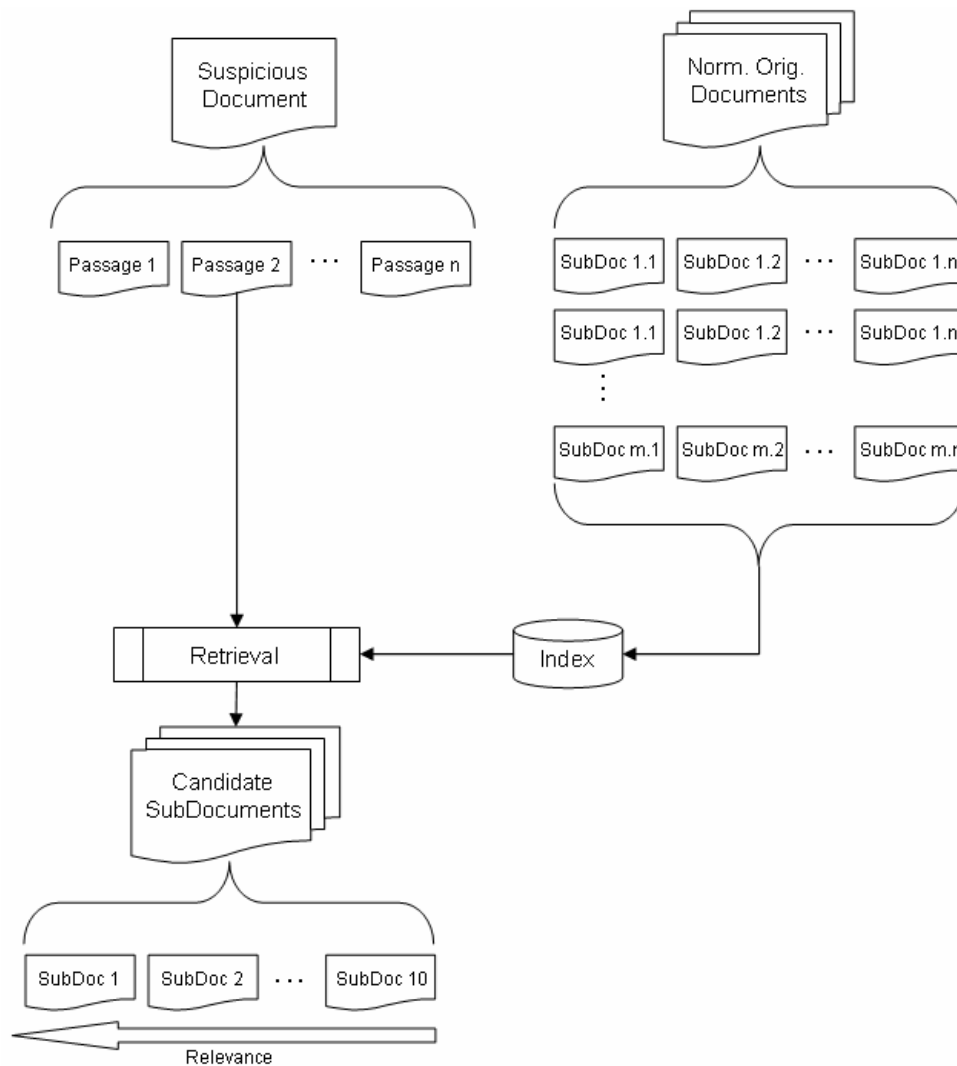 Suspicious
Document
Norm. Orig.
Documents
Passage 1
Passage 2
...
Passage n
SubDoc 1.1
SubDoc 1.2
...
SubDoc 1.n
SubDoc 1.1
SubDoc 1.2
...
SubDoc 1.n
...
SubDoc m.1
SubDoc m.2
...
SubDoc m.n
Retrieval
Index
Candidate
SubDocuments
SubDoc 1
SubDoc 2
...
SubDoc 10
Relevance